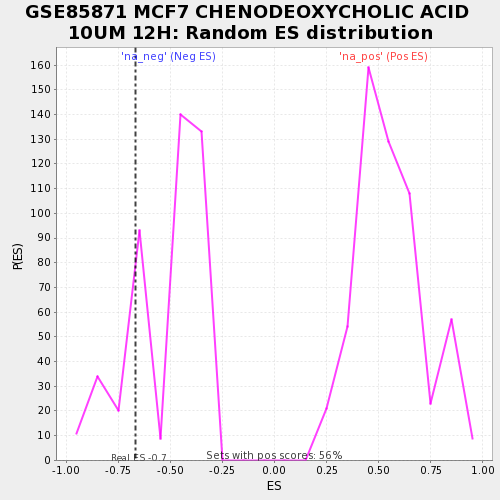 GSE85871 MCF7 CHENODEOXYCHOLIC ACID
10UM 12H: Random ES distribution
'na_neg' (Neg ES)
'na_pos' (Pos ES)
160
150
140
130
120
110
100
90
80
70
60
50
40
30
20
10
0
P(ES)
Real ES -0.7
Sets with pos scores: 56%
-1.00 -0.75 -0.50 -0.25 0.00 0.25 0.50 0.75 1.00
ES